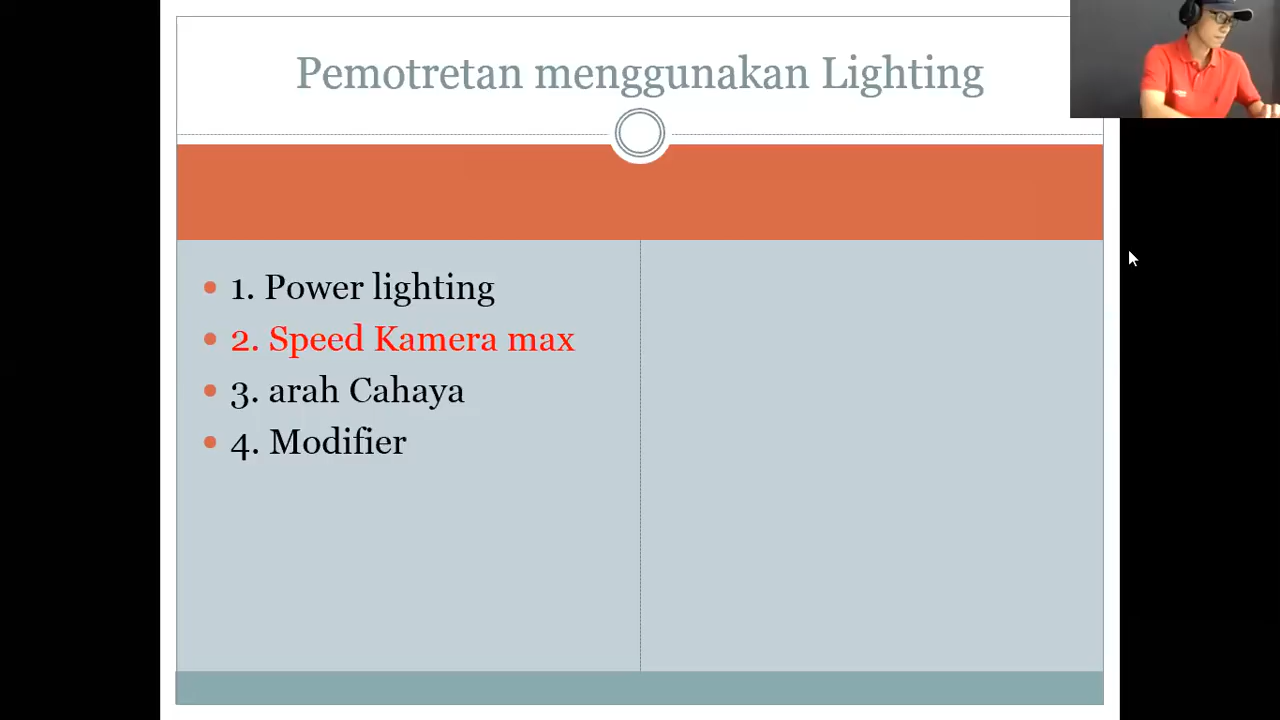 Pemotretan menggunakan Lighting
1. Power lighting
2. Speed Kamera max
3. arah Cahaya
4. Modifier